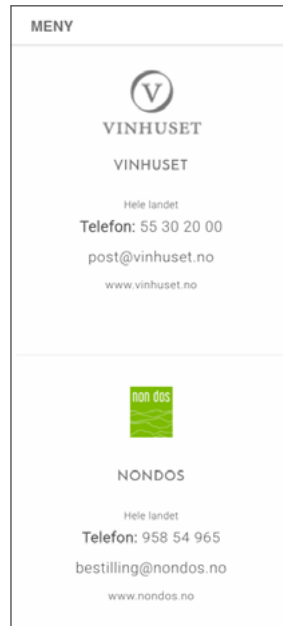 MENY
V
VINHUSET
VINHUSET
Hele landet
Telefon: 55 30 20 00
post@vinhuset.no
www.vinhuset.no
non dos
NONDOS
Hele landet
Telefon: 958 54 965
bestilling@nondos.no
www.nondos.no